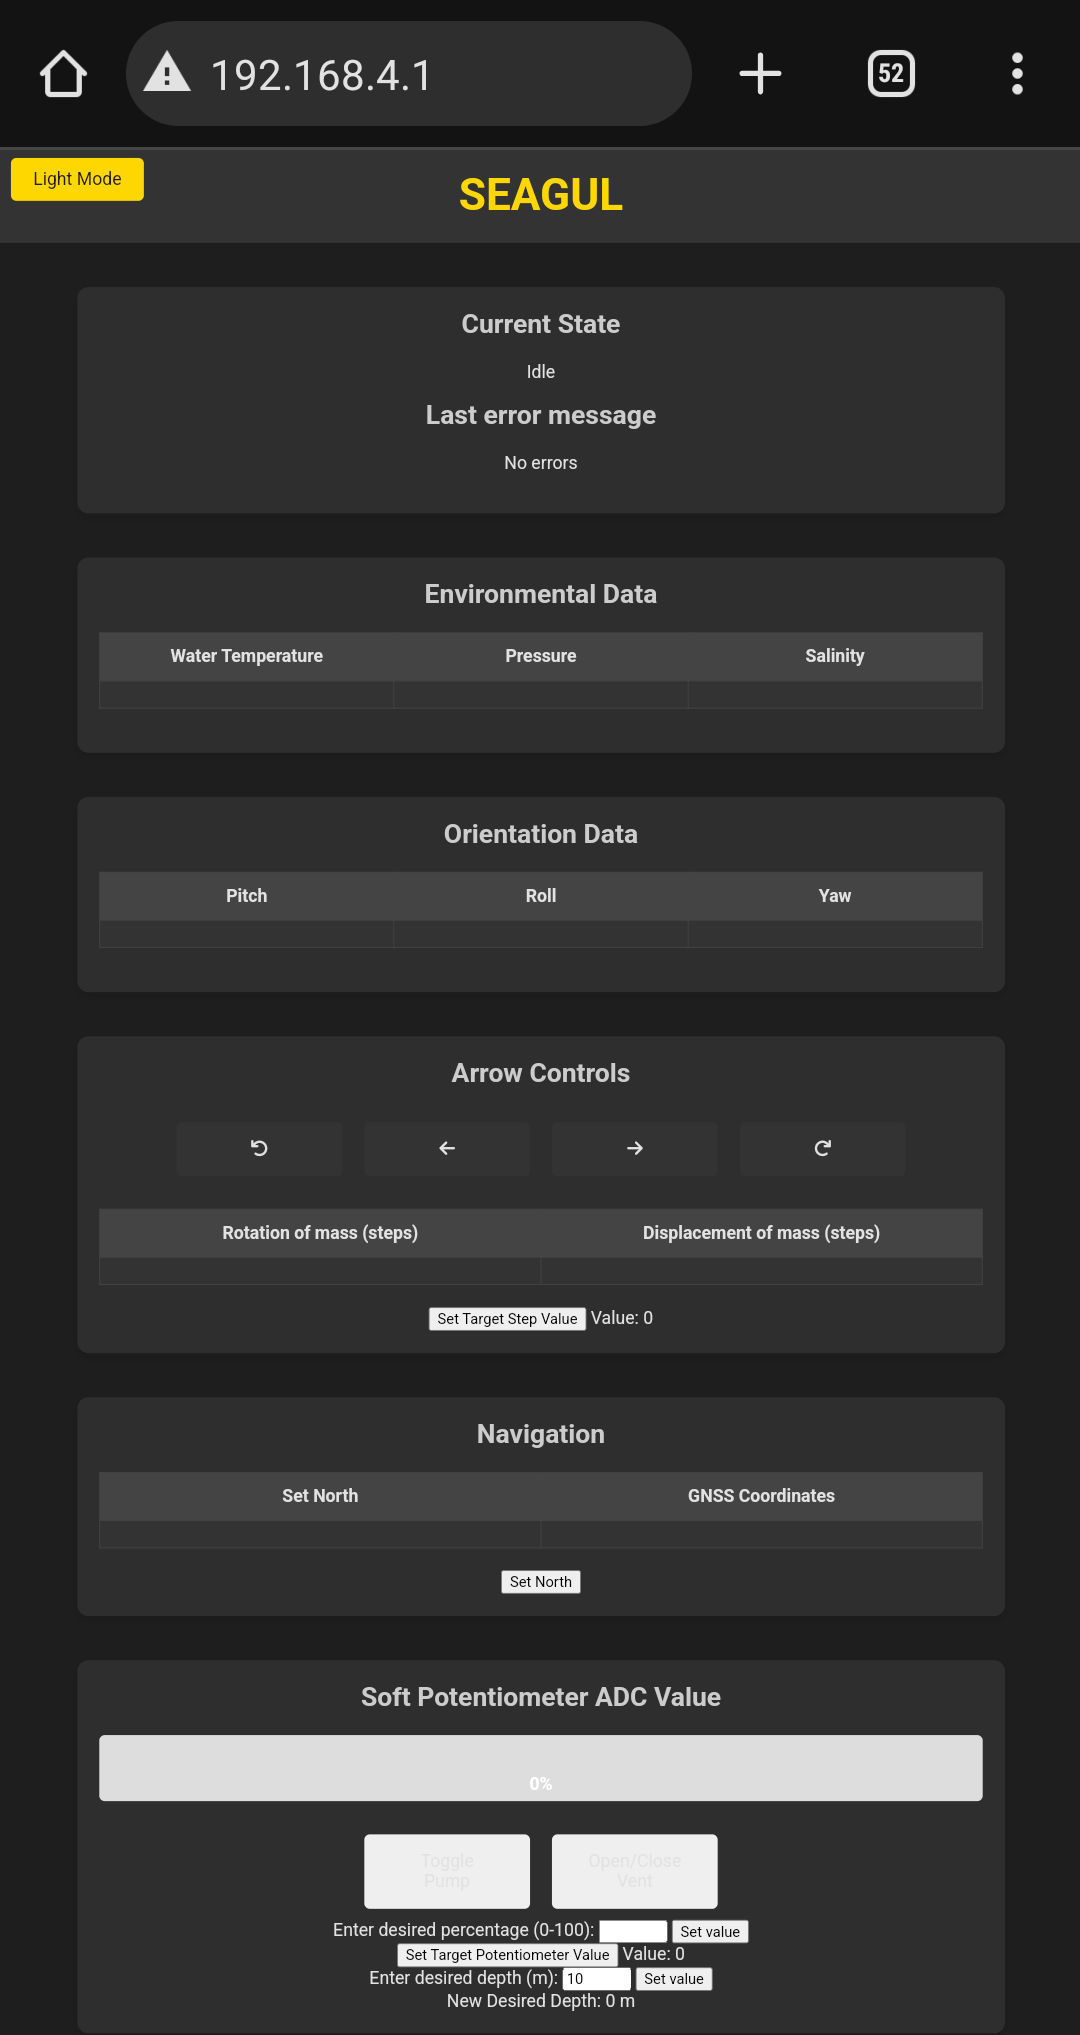 192.168.4.1
52
Light Mode
SEAGUL
Current State
Idle
Last error message
No errors
Environmental Data
Water Temperature Pressure Salinity
Orientation Data
Pitch Roll Yaw
Arrow Controls
Rotation of mass (steps) Displacement of mass (steps)
Set Target Step Value Value: 0
Navigation
Set North GNSS Coordinates
Set North
Soft Potentiometer ADC Value
0%
Toggle Open/Close
Pump Vent
Enter desired percentage (0-100): Set value
Set Target Potentiometer Value Value: 0
Enter desired depth (m): 10 Set value
New Desired Depth: 0 m